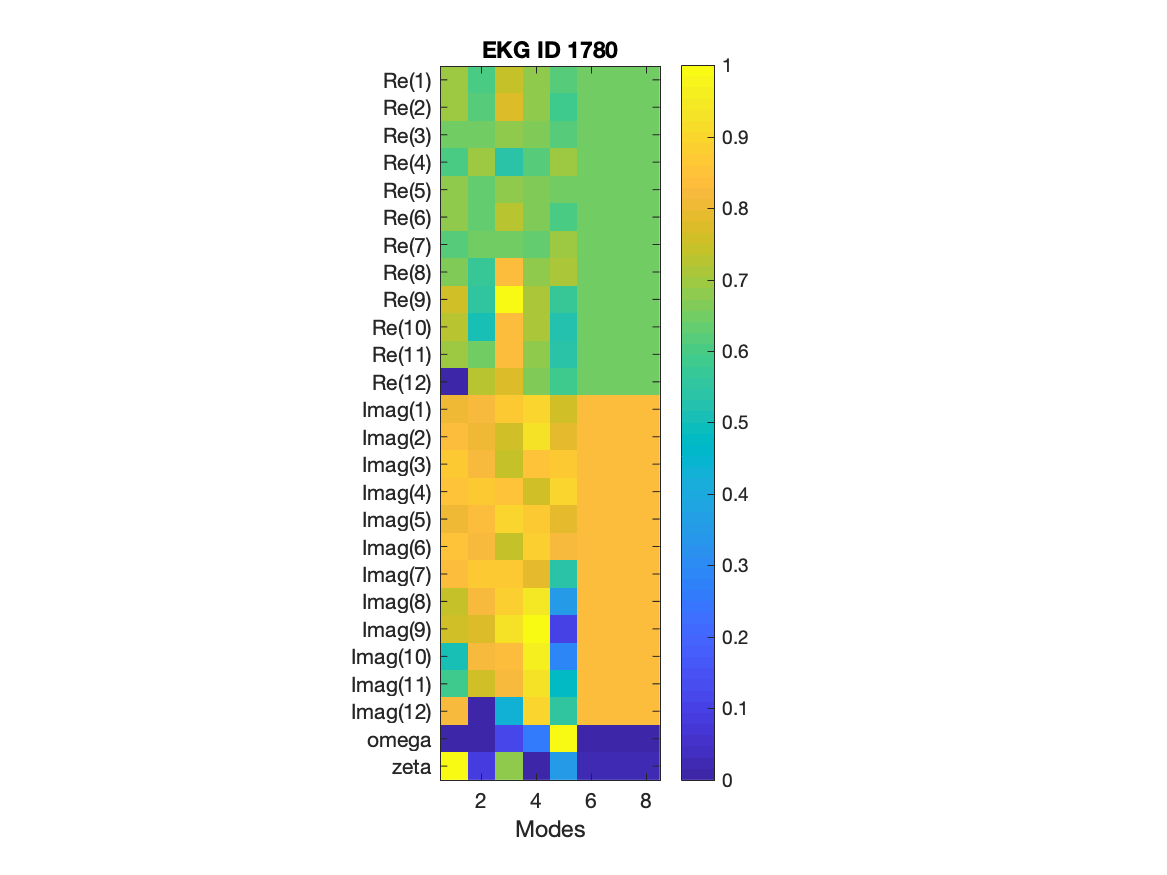 EKG ID 1780
Re(1)
Re(2)
Re(3)
Re(4)
Re(5)
Re(6)
Re(7)
Re(8)
Re(9)
Re(10)
Re(11)
Re(12)
Imag(1)
Imag(2)
Imag(3)
Imag(4)
Imag(5)
Imag(6)
Imag(7)
Imag(8)
Imag(9)
Imag(10)
Imag(11)
Imag(12)
omega
zeta
2 4 6 8
Modes
1
0.9
0.8
0.7
0.6
0.5
0.4
0.3
0.2
0.1
0